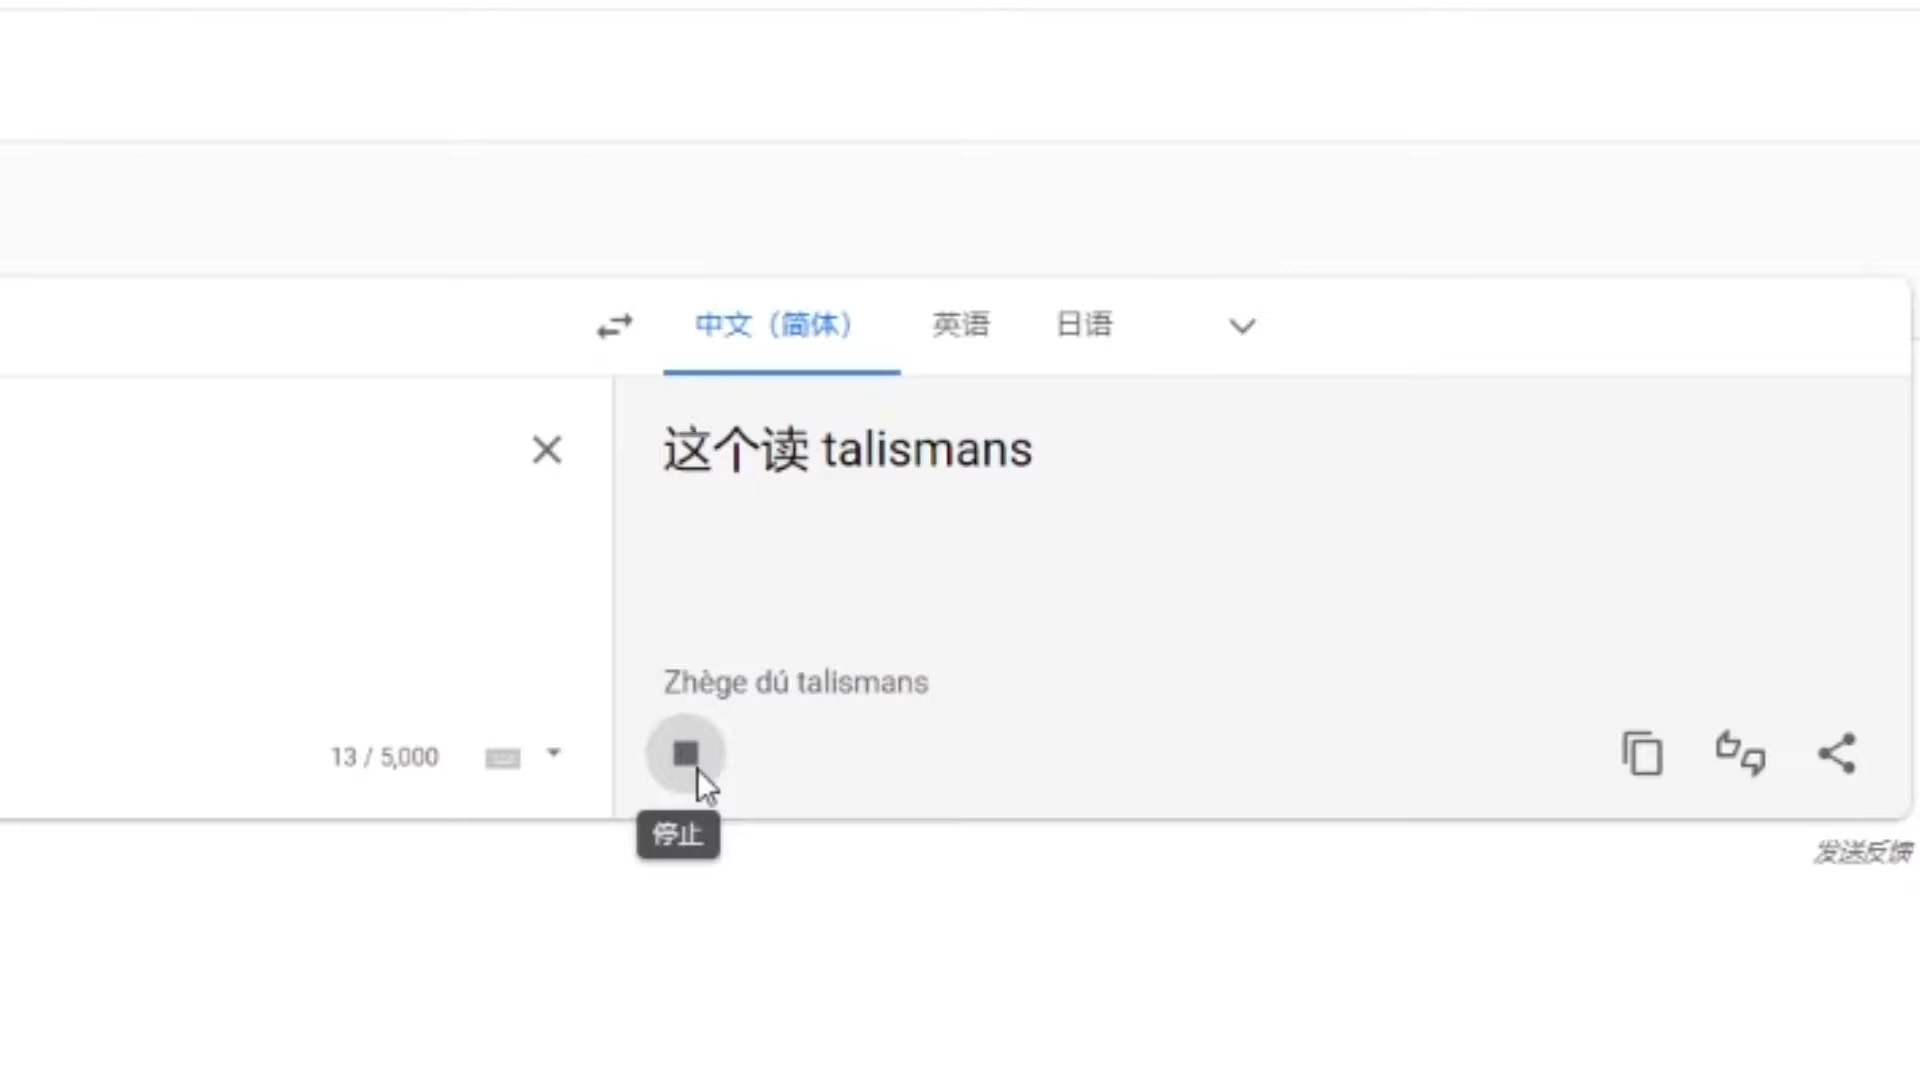 中文（简体） 英语 日语
这个读 talismans
Zhège dú talismans
13 / 5,000
停止
发送反馈